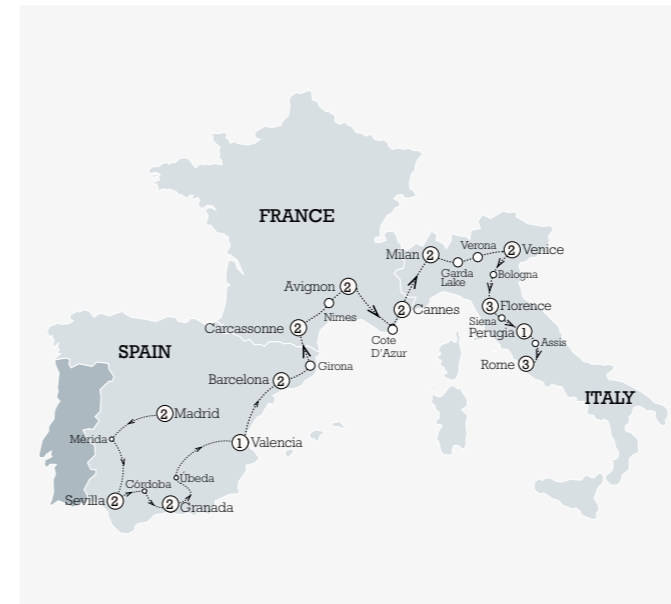 FRANCE
Milan
2
Verona
2
Venice
Garda
Lake
Bologna
Avignon
2
Nimes
2
Cannes
3
Florence
Siena
Perugia
1
Assis
Carcassonne
2
Cote
D'Azur
Rome
3
SPAIN
Girona
Barcelona
2
ITALY
2
Madrid
Mérida
1
Valencia
Córdoba
Úbeda
Sevilla
2
2
Granada